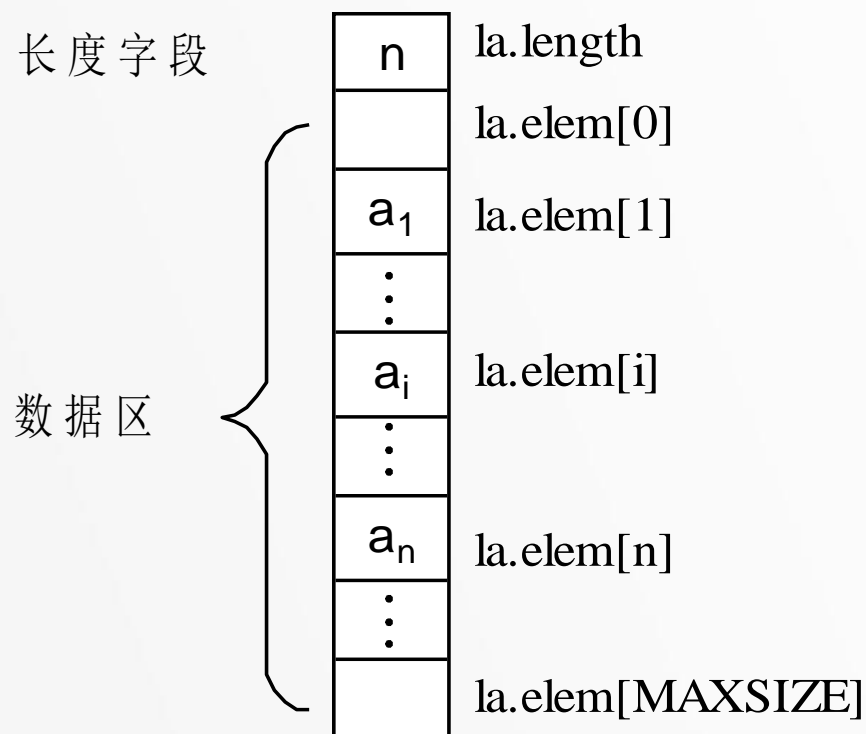 长度字段 n la.length
la.elem[0]
a₁ la.elem[1]
⋮
aᵢ la.elem[i]
数据区 ⋮
aₙ la.elem[n]
⋮
la.elem[MAXSIZE]